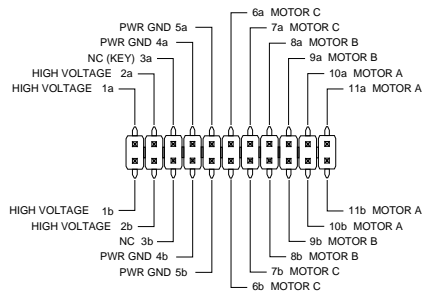 6a MOTOR C
PWR GND 5a 7a MOTOR C
PWR GND 4a 8a MOTOR B
NC (KEY) 3a 9a MOTOR B
HIGH VOLTAGE 2a 10a MOTOR A
HIGH VOLTAGE 1a 11a MOTOR A
HIGH VOLTAGE 1b 11b MOTOR A
HIGH VOLTAGE 2b 10b MOTOR A
NC 3b 9b MOTOR B
PWR GND 4b 8b MOTOR B
PWR GND 5b 7b MOTOR C
6b MOTOR C